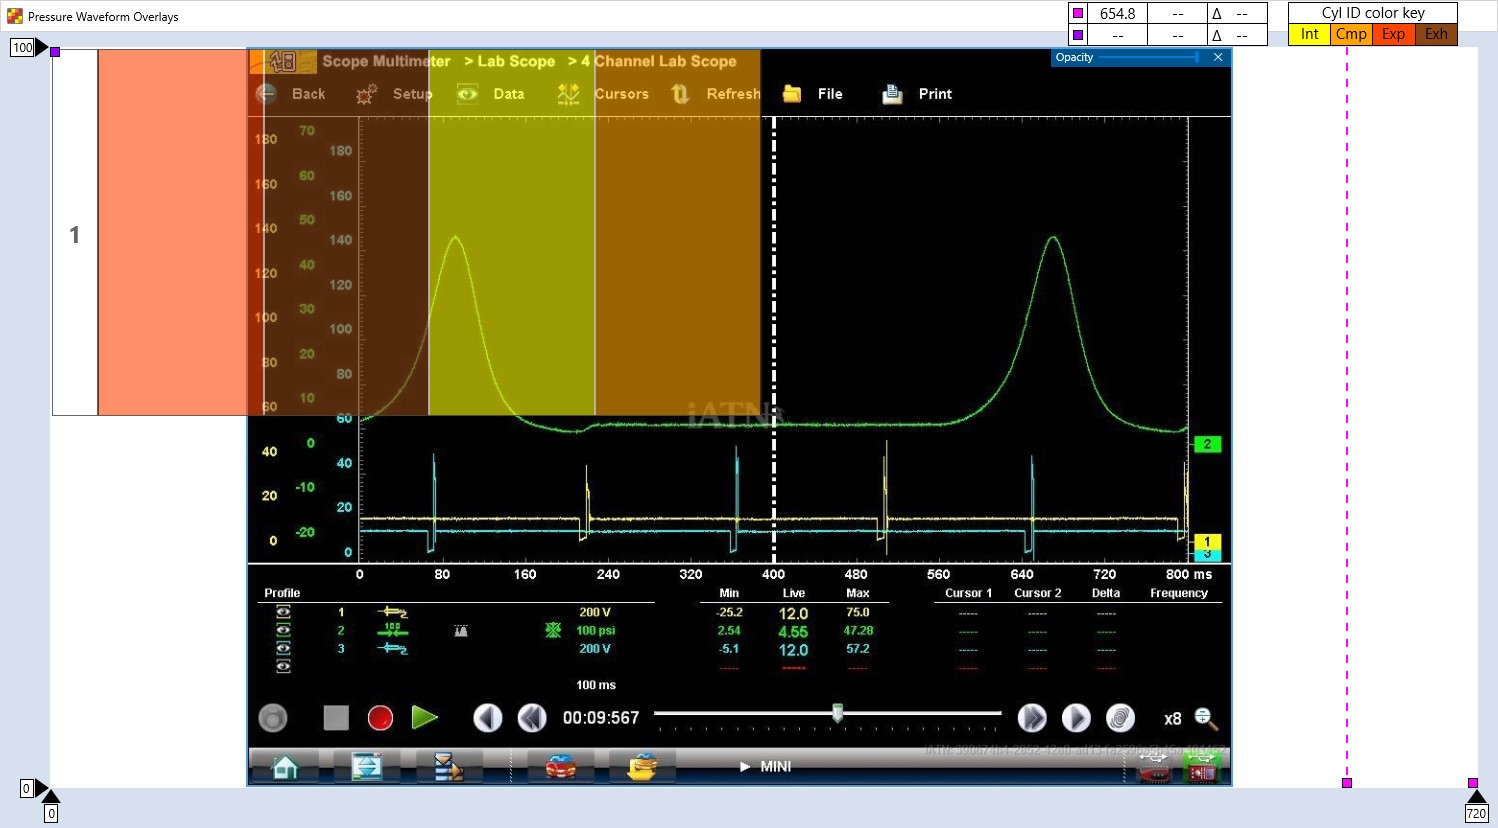 Pressure Waveform Overlays
654.8 -- Δ --
-- -- Δ --
Cyl ID color key
Int Cmp Exp Exh
100
Opacity
Scope Multimeter > Lab Scope > 4 Channel Lab Scope
Back Setup Data Cursors Refresh File Print
180 70 180
160 60 160
140 50 140
120 40 120
100 30 100
80 20 80
60 10 60
40 0 40
20 -10 20
0 -20 0
1
iATN
2
1
3
0 80 160 240 320 400 480 560 640 720 800 ms
Profile Min Live Max Cursor 1 Cursor 2 Delta Frequency
1 200 V -25.2 12.0 75.0 ----- ----- ----- -----
2 100 100 psi 2.54 4.55 47.28 ----- ----- ----- -----
3 200 V -5.1 12.0 57.2 ----- ----- ----- -----
----- ----- ----- ----- ----- ----- -----
100 ms
00:09:567 x8
MINI
0
0
720